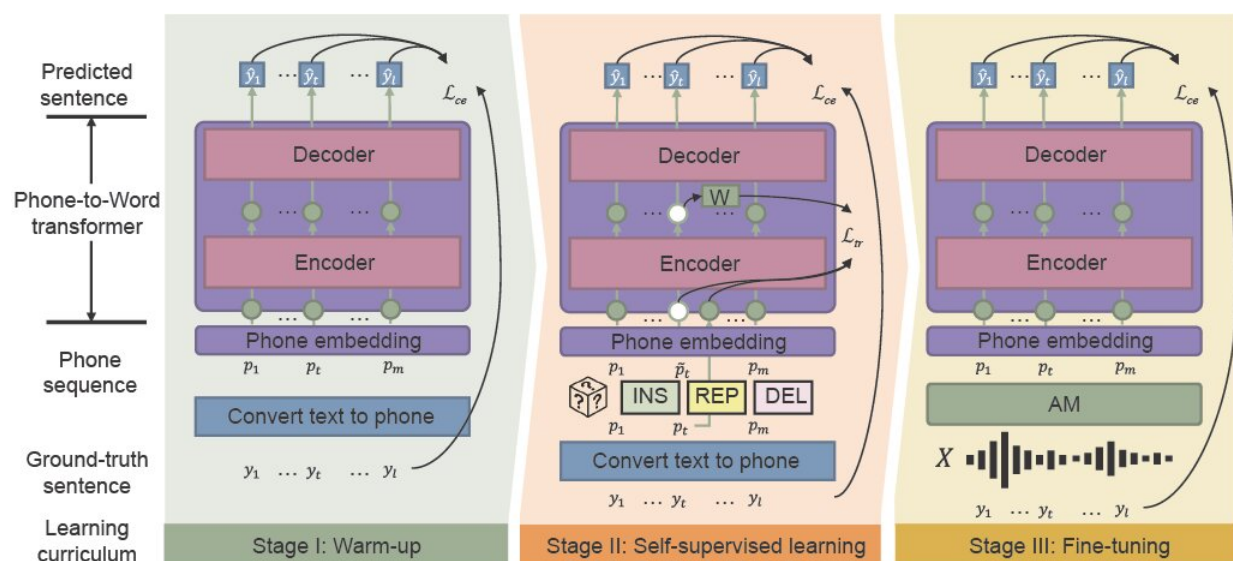 Predicted
sentence
Phone-to-Word
transformer
Phone
sequence
Ground-truth
sentence
Learning
curriculum
ŷ₁ … ŷₜ … ŷₗ
ℒ_ce
Decoder
… …
Encoder
… …
Phone embedding
p₁ pₜ pₘ
Convert text to phone
y₁ … yₜ … yₗ
Stage I: Warm-up
ŷ₁ … ŷₜ … ŷₗ
ℒ_ce
Decoder
W
… …
ℒ_tr
Encoder
… …
Phone embedding
p₁ p̃ₜ pₘ
? ? ? INS REP DEL
p₁ pₜ pₘ
Convert text to phone
y₁ … yₜ … yₗ
Stage II: Self-supervised learning
ŷ₁ … ŷₜ … ŷₗ
ℒ_ce
Decoder
… …
Encoder
… …
Phone embedding
p₁ pₜ pₘ
AM
X
y₁ … yₜ … yₗ
Stage III: Fine-tuning